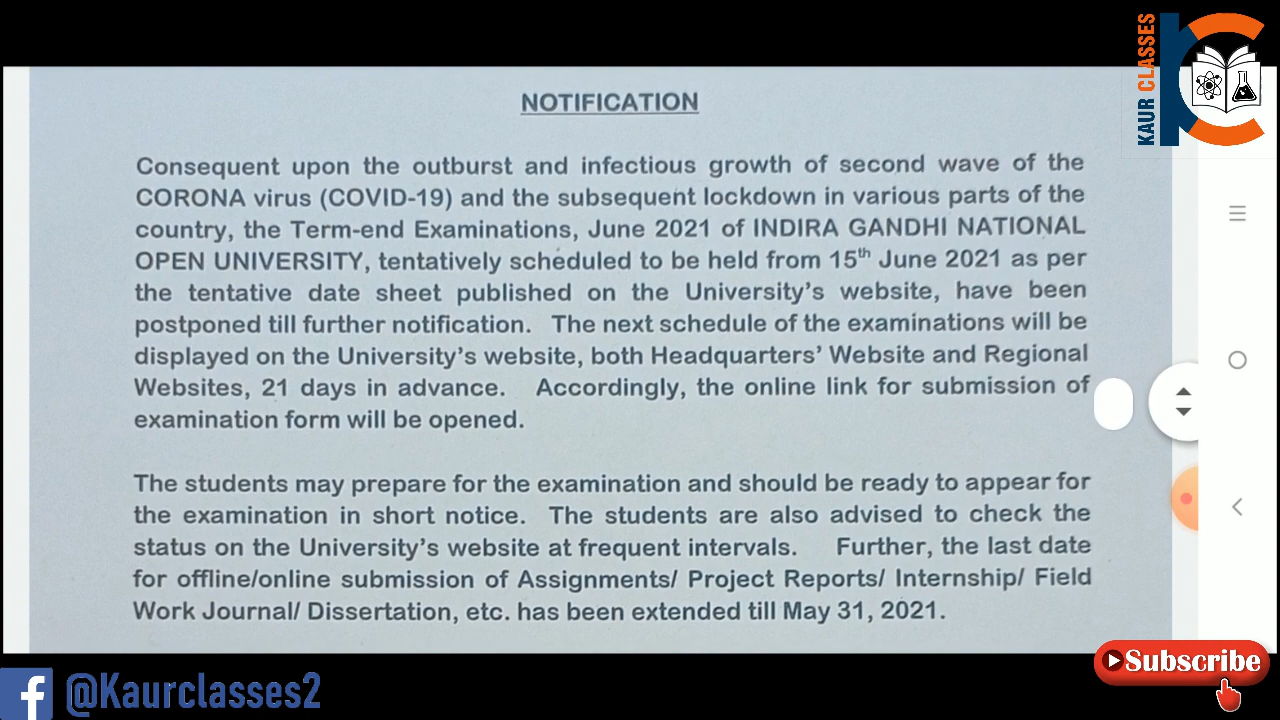 KAUR CLASSES
NOTIFICATION
Consequent upon the outburst and infectious growth of second wave of the
CORONA virus (COVID-19) and the subsequent lockdown in various parts of the
country, the Term-end Examinations, June 2021 of INDIRA GANDHI NATIONAL
OPEN UNIVERSITY, tentatively scheduled to be held from 15th June 2021 as per
the tentative date sheet published on the University's website, have been
postponed till further notification. The next schedule of the examinations will be
displayed on the University's website, both Headquarters' Website and Regional
Websites, 21 days in advance. Accordingly, the online link for submission of
examination form will be opened.
The students may prepare for the examination and should be ready to appear for
the examination in short notice. The students are also advised to check the
status on the University's website at frequent intervals. Further, the last date
for offline/online submission of Assignments/ Project Reports/ Internship/ Field
Work Journal/ Dissertation, etc. has been extended till May 31, 2021.
Subscribe
f @Kaurclasses2